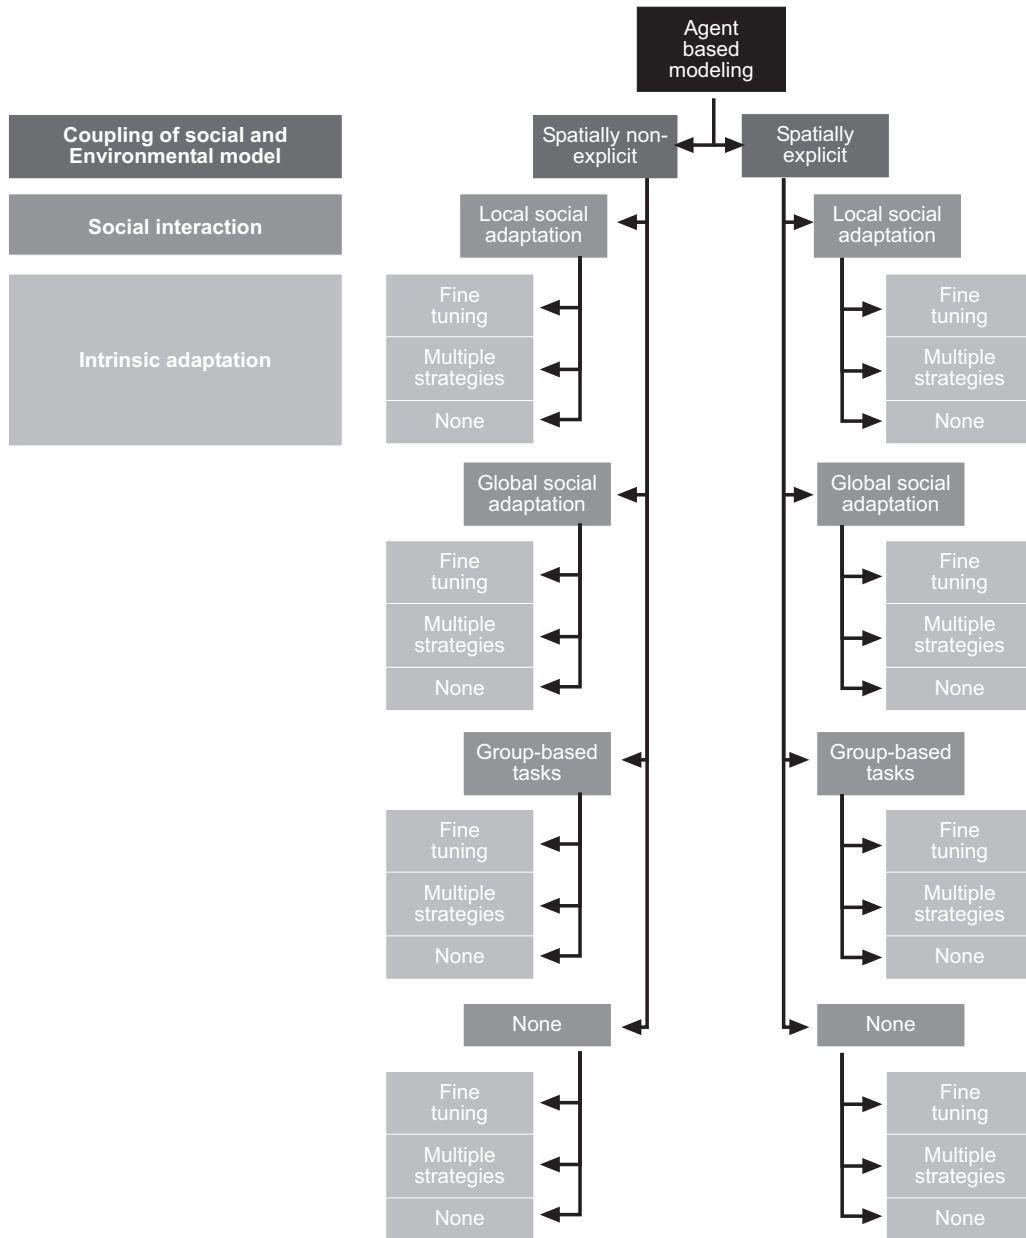 Agent
based
modeling
Coupling of social and
Environmental model
Spatially non-
explicit
Spatially
explicit
Social interaction
Local social
adaptation
Local social
adaptation
Intrinsic adaptation
Fine
tuning
Multiple
strategies
None
Fine
tuning
Multiple
strategies
None
Global social
adaptation
Global social
adaptation
Fine
tuning
Multiple
strategies
None
Fine
tuning
Multiple
strategies
None
Group-based
tasks
Group-based
tasks
Fine
tuning
Multiple
strategies
None
Fine
tuning
Multiple
strategies
None
None
None
Fine
tuning
Multiple
strategies
None
Fine
tuning
Multiple
strategies
None